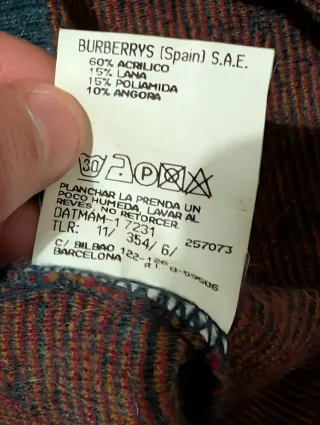 BURBERRYS (Spain) S.A.E.
60% ACRILICO
15% LANA
15% POLIAMIDA
10% ANGORA
30 P
PLANCHAR LA PRENDA UN
POCO HUMEDA, LAVAR AL
REVES, NO RETORCER.
DATMAM-1 7231
TLR: 11/ 354/6/ 257073
C/ BILBAO 122-126
BARCELONA R.I.